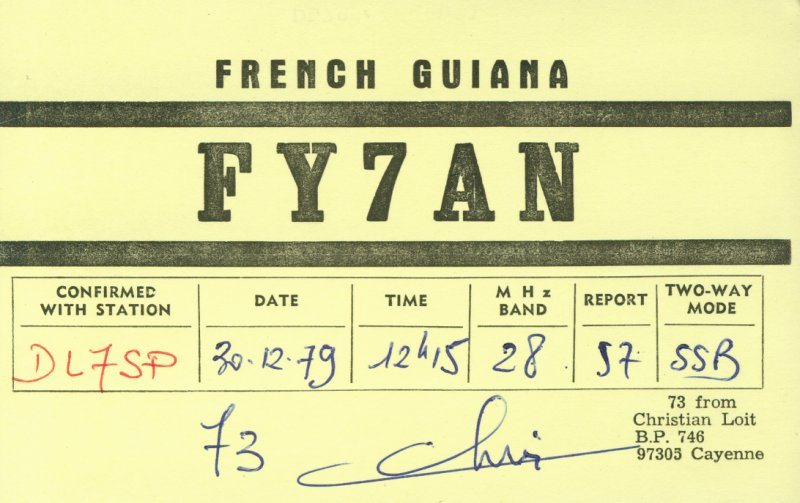 FRENCH GUIANA
FY7AN
CONFIRMED WITH STATION DATE TIME MHz BAND REPORT TWO-WAY MODE
DL7SP 30.12.79 12h15 28 57 SSB
73 Chris
73 from
Christian Loit
B.P. 746
97305 Cayenne